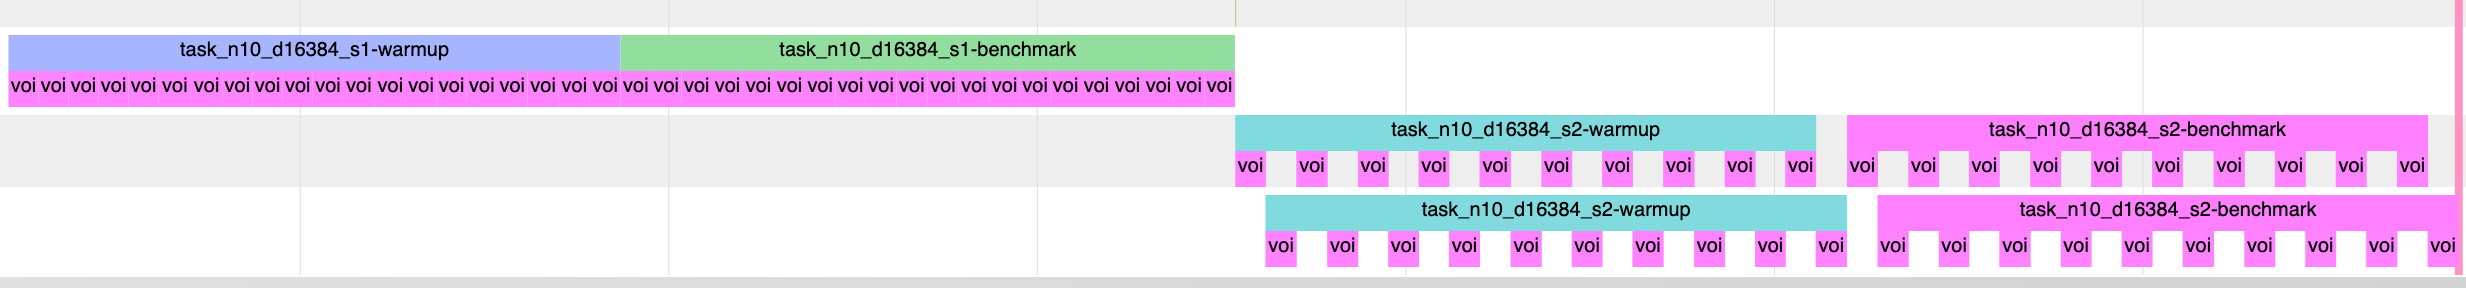 task_n10_d16384_s1-warmup task_n10_d16384_s1-benchmark
voi voi voi voi voi voi voi voi voi voi voi voi voi voi voi voi voi voi voi voi voi voi voi voi voi voi voi voi voi voi voi voi voi voi voi voi voi voi voi voi
task_n10_d16384_s2-warmup task_n10_d16384_s2-benchmark
voi voi voi voi voi voi voi voi voi voi voi voi voi voi voi voi voi voi voi voi
task_n10_d16384_s2-warmup task_n10_d16384_s2-benchmark
voi voi voi voi voi voi voi voi voi voi voi voi voi voi voi voi voi voi voi voi